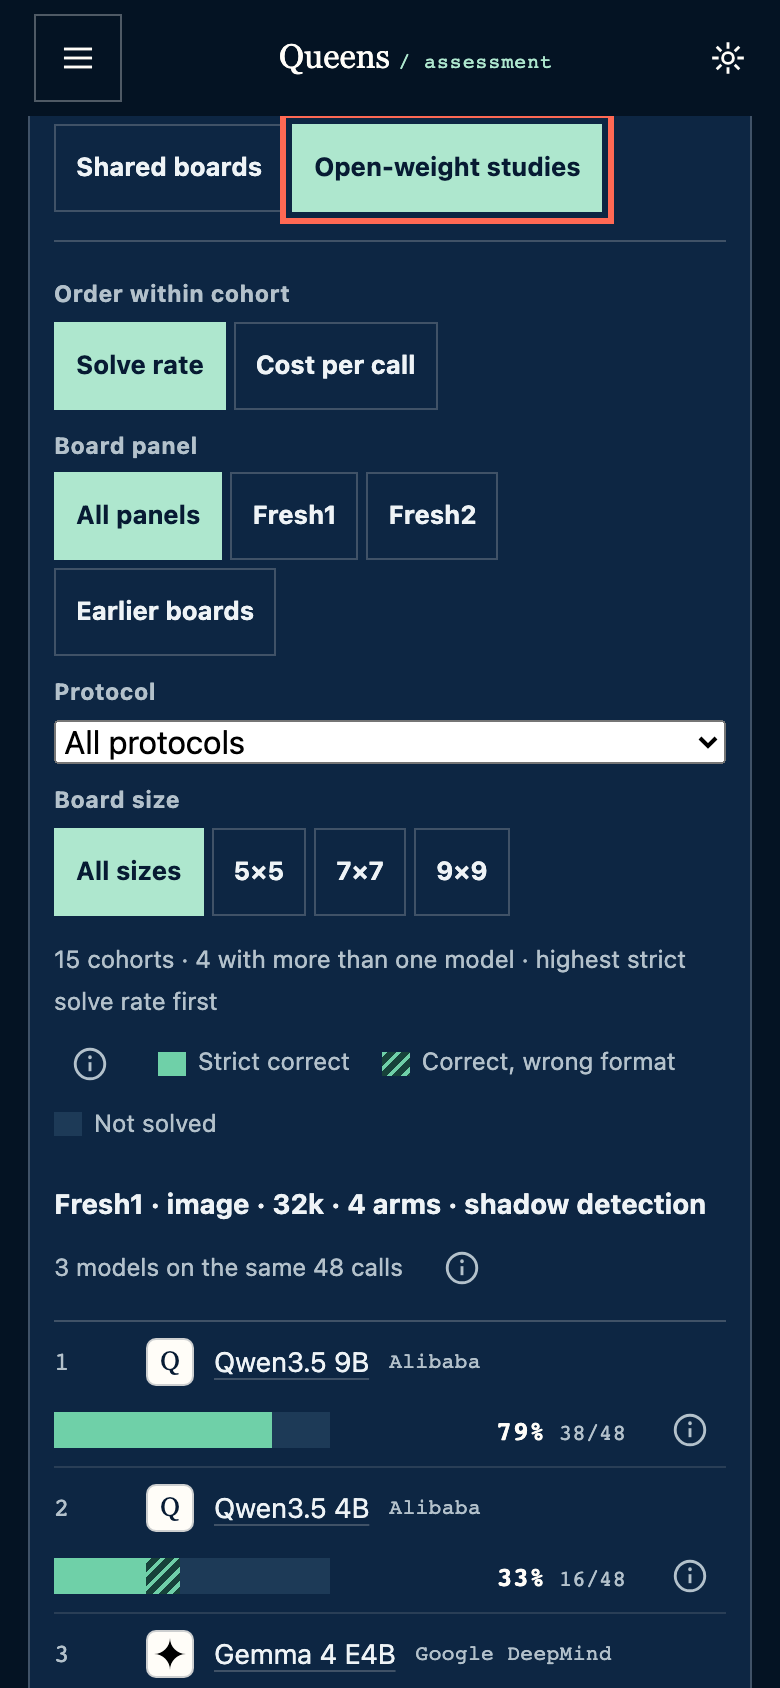 Queens / assessment
Shared boards Open-weight studies
Order within cohort
Solve rate Cost per call
Board panel
All panels Fresh1 Fresh2
Earlier boards
Protocol
All protocols
Board size
All sizes 5×5 7×7 9×9
15 cohorts · 4 with more than one model · highest strict
solve rate first
Strict correct Correct, wrong format
Not solved
Fresh1 · image · 32k · 4 arms · shadow detection
3 models on the same 48 calls
1 Q Qwen3.5 9B Alibaba
79% 38/48
2 Q Qwen3.5 4B Alibaba
33% 16/48
3 Gemma 4 E4B Google DeepMind